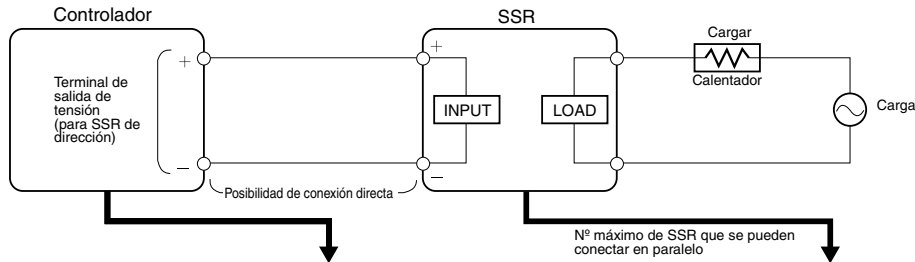 Controlador
SSR
Cargar
Calentador
Carga
Terminal de
salida de
tensión
(para SSR de
dirección)
+
−
+
−
INPUT
LOAD
Posibilidad de conexión directa
Nº máximo de SSR que se pueden
conectar en paralelo